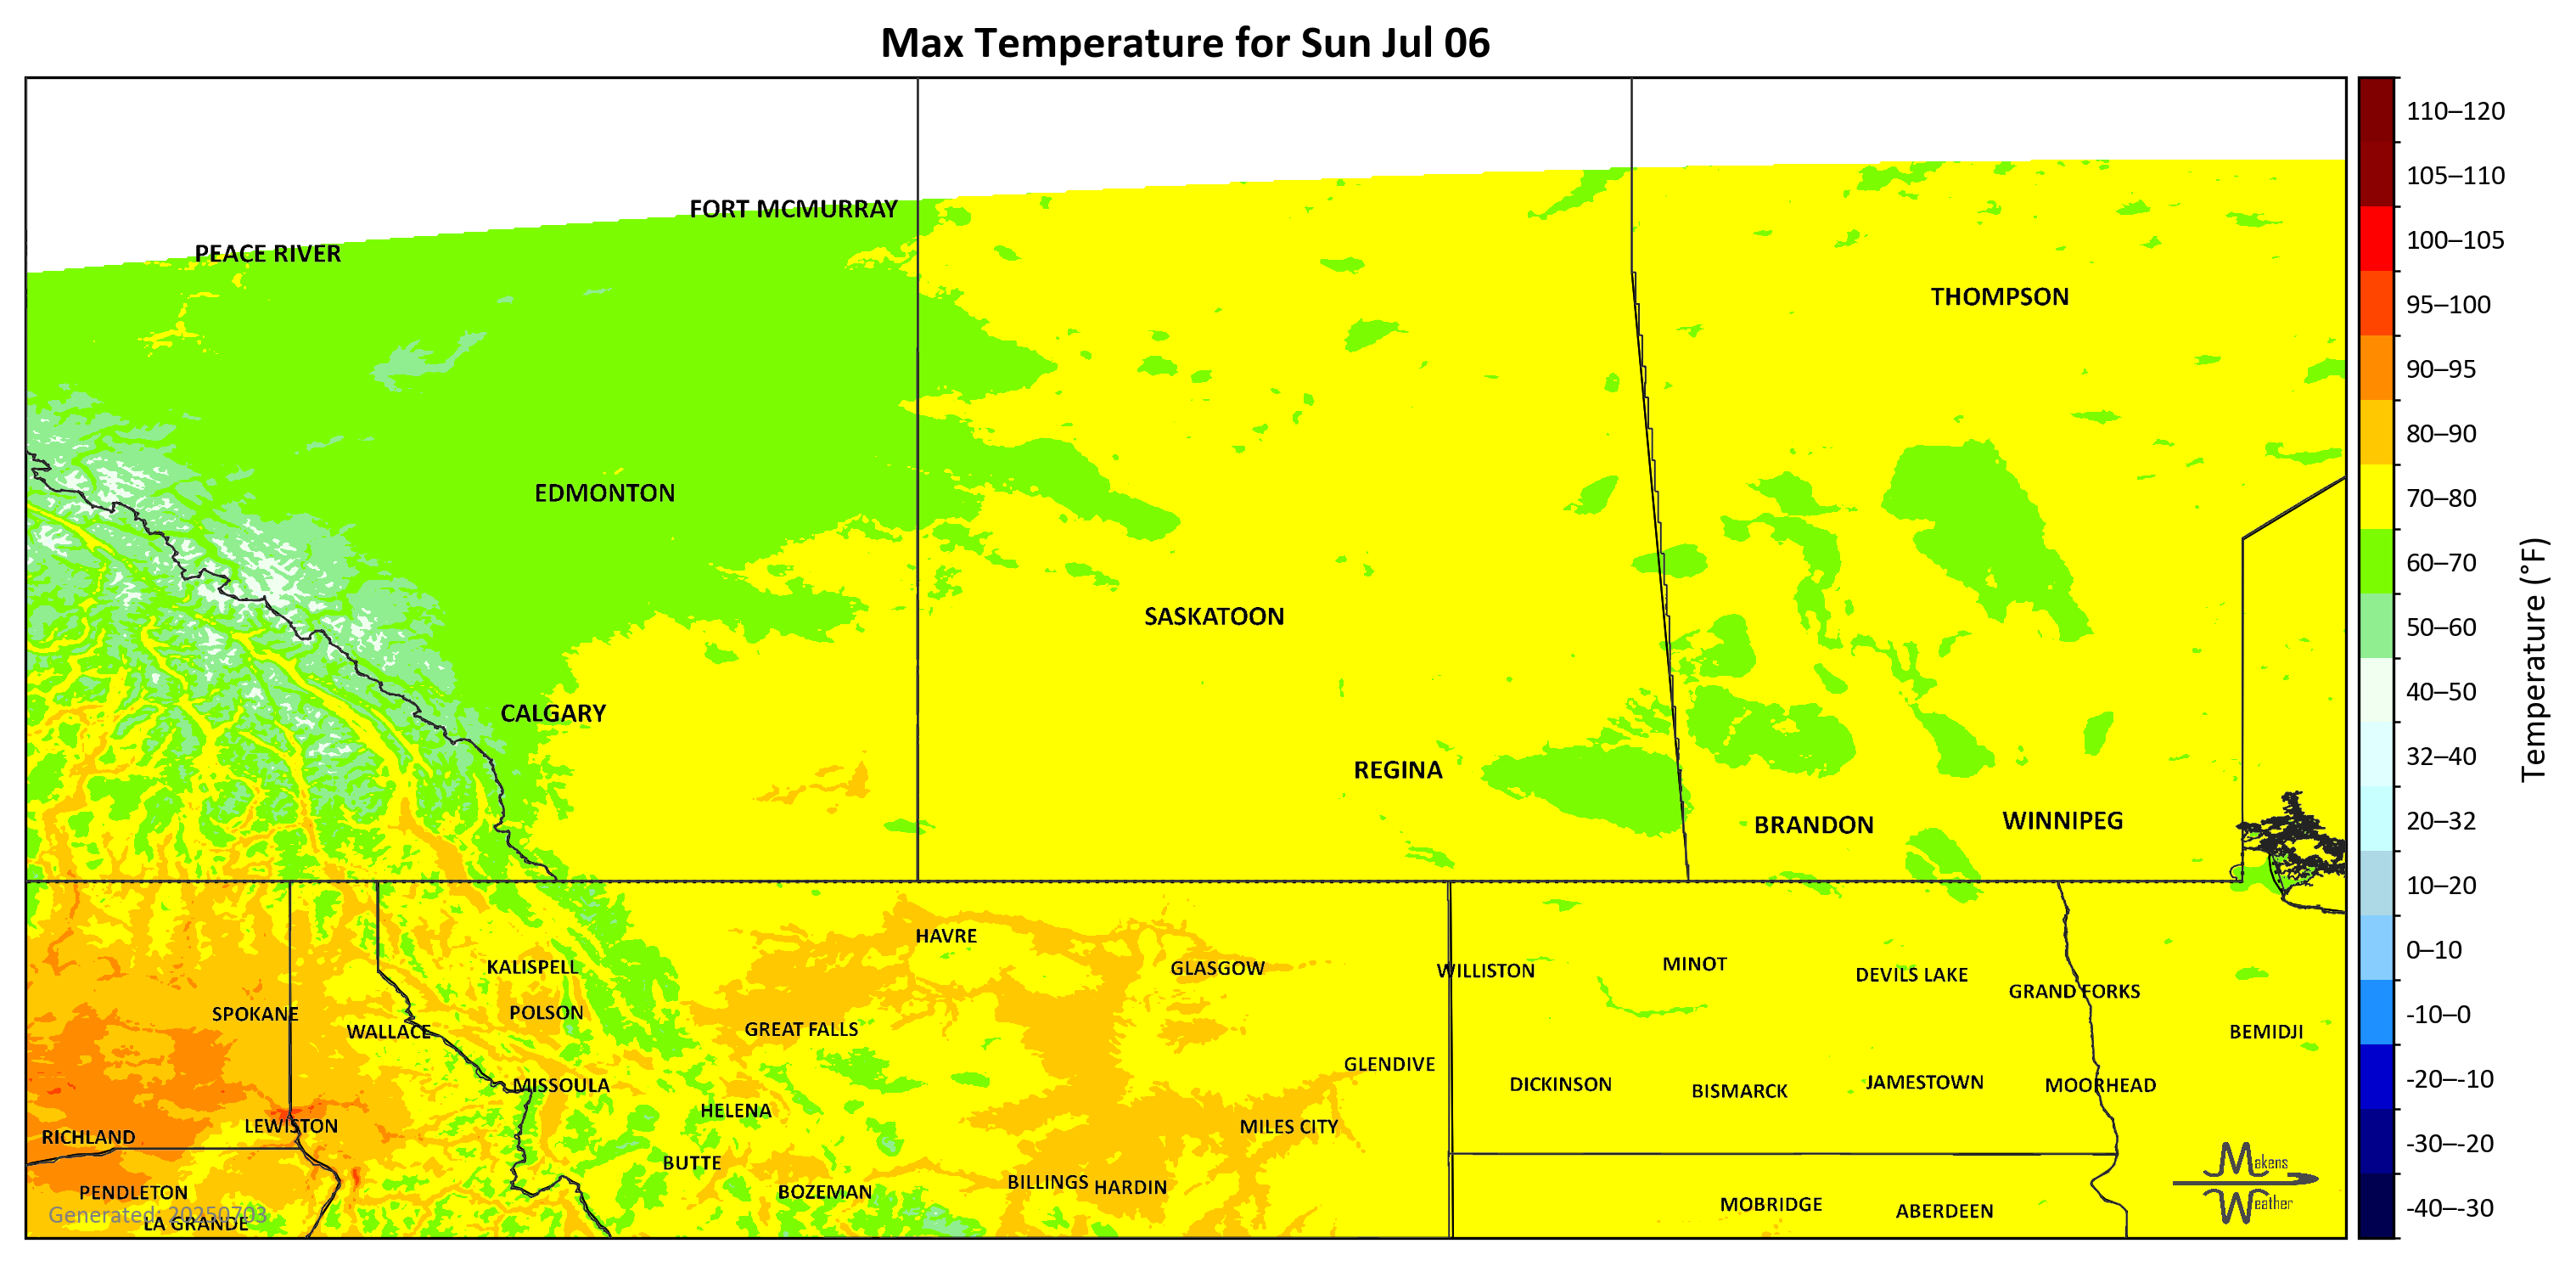 Max Temperature for Sun Jul 06
110–120
105–110
FORT MCMURRAY
100–105
PEACE RIVER
THOMPSON
95–100
90–95
80–90
EDMONTON
70–80
60–70
SASKATOON
50–60
Temperature (°F)
40–50
CALGARY
32–40
REGINA
20–32
BRANDON
WINNIPEG
10–20
HAVRE
0–10
KALISPELL
GLASGOW
WILLISTON
MINOT
DEVILS LAKE
GRAND FORKS
-10–0
SPOKANE
POLSON
WALLACE
GREAT FALLS
BEMIDJI
GLENDIVE
-20–-10
MISSOULA
DICKINSON
BISMARCK
JAMESTOWN
MOORHEAD
HELENA
LEWISTON
MILES CITY
RICHLAND
-30–-20
BUTTE
Makens
Weather
PENDLETON
BOZEMAN
BILLINGS
HARDIN
MOBRIDGE
ABERDEEN
-40–-30
Generated: 20250703
LA GRANDE